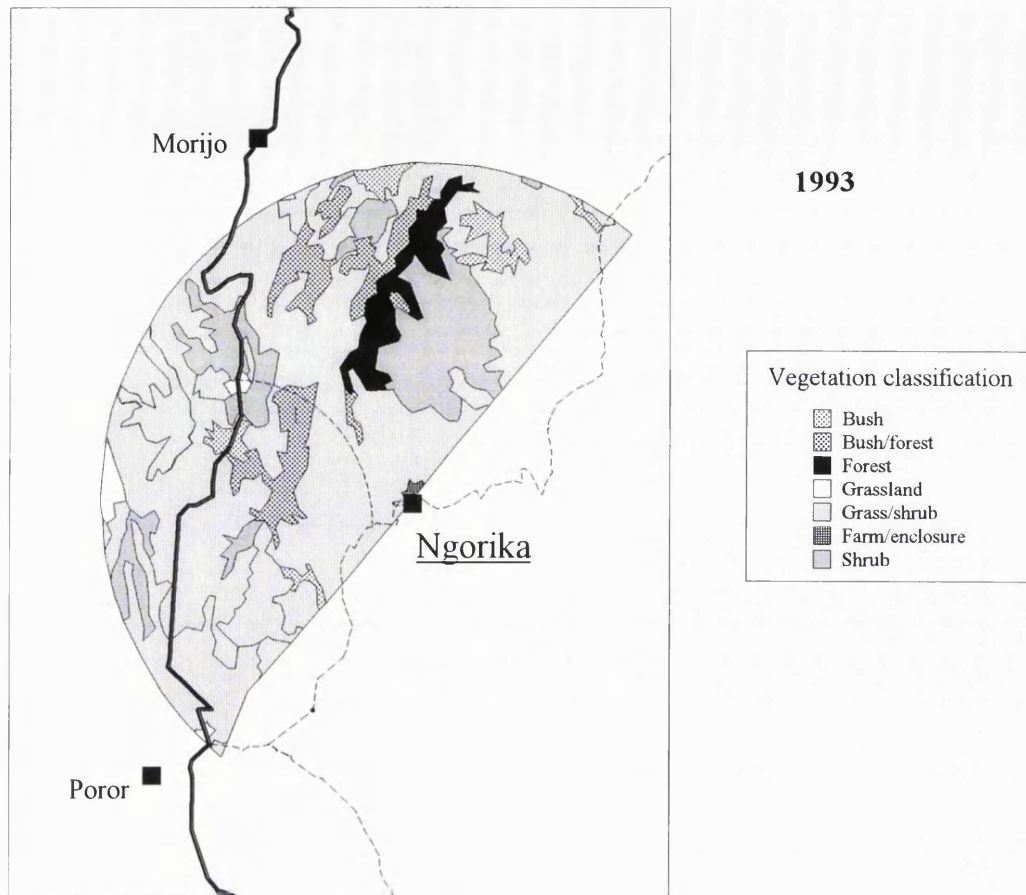 Morijo
1993
Vegetation classification
Bush
Bush/forest
Forest
Grassland
Grass/shrub
Farm/enclosure
Shrub
Ngorika
Poror